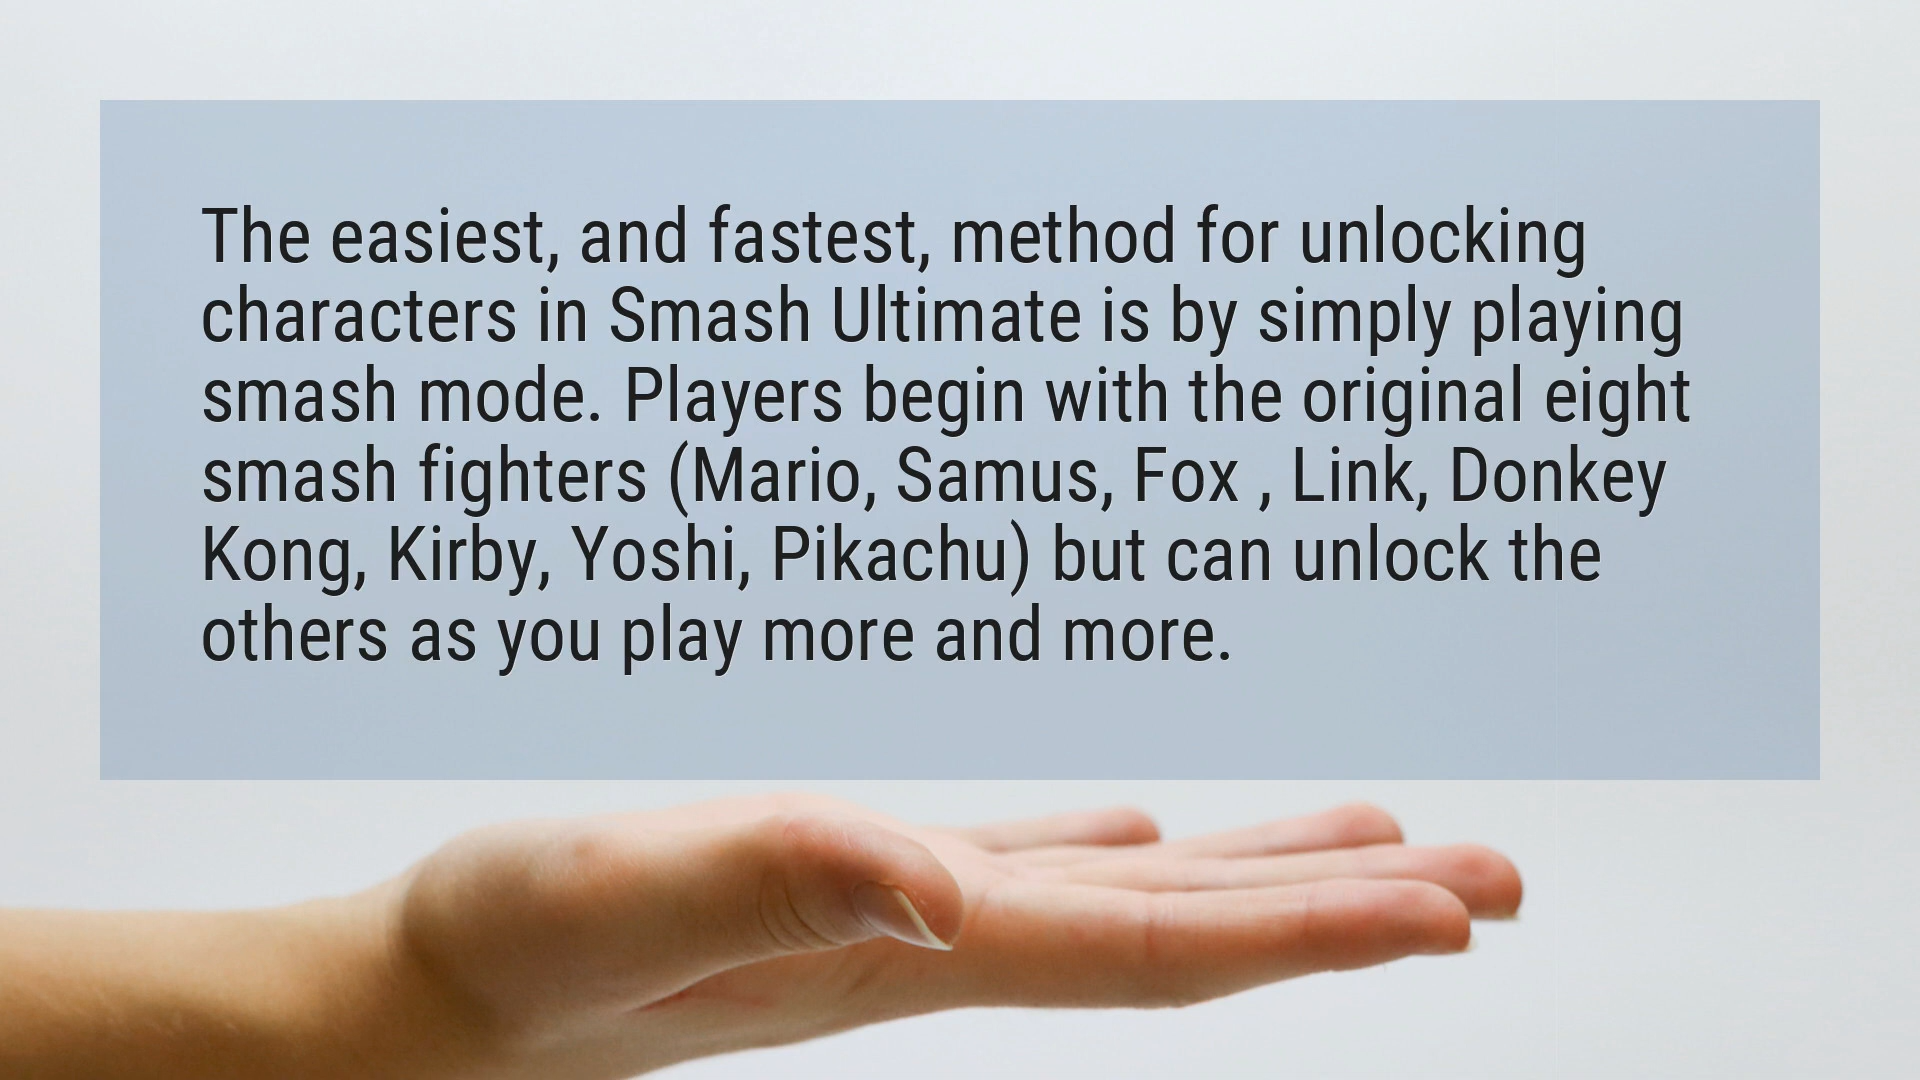 The easiest, and fastest, method for unlocking
characters in Smash Ultimate is by simply playing
smash mode. Players begin with the original eight
smash fighters (Mario, Samus, Fox , Link, Donkey
Kong, Kirby, Yoshi, Pikachu) but can unlock the
others as you play more and more.